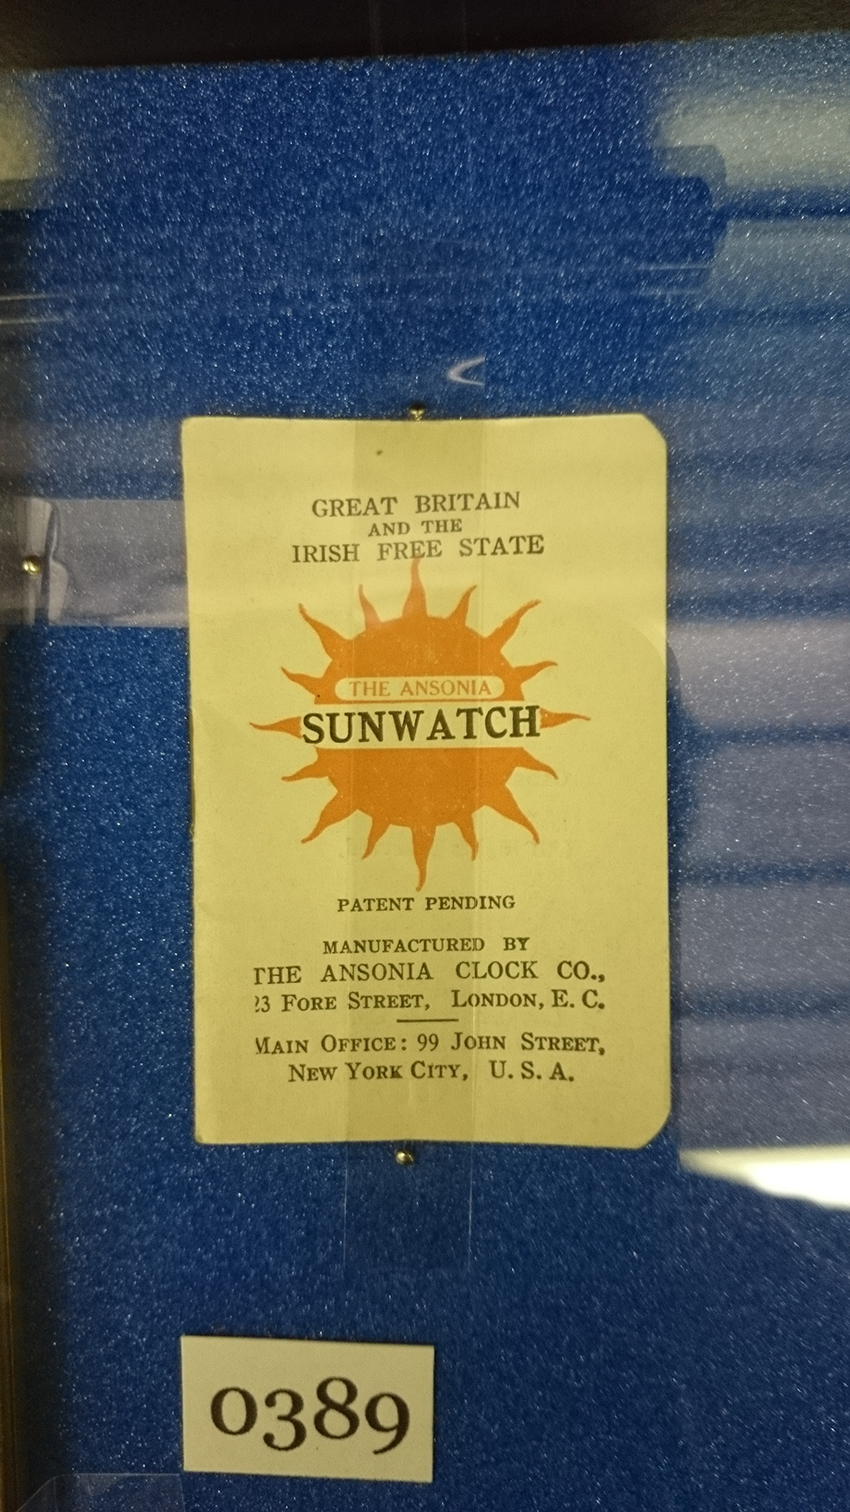 GREAT BRITAIN
AND THE
IRISH FREE STATE
THE ANSONIA
SUNWATCH
PATENT PENDING
MANUFACTURED BY
THE ANSONIA CLOCK CO.,
23 FORE STREET, LONDON, E. C.
MAIN OFFICE: 99 JOHN STREET,
NEW YORK CITY, U. S. A.
0389